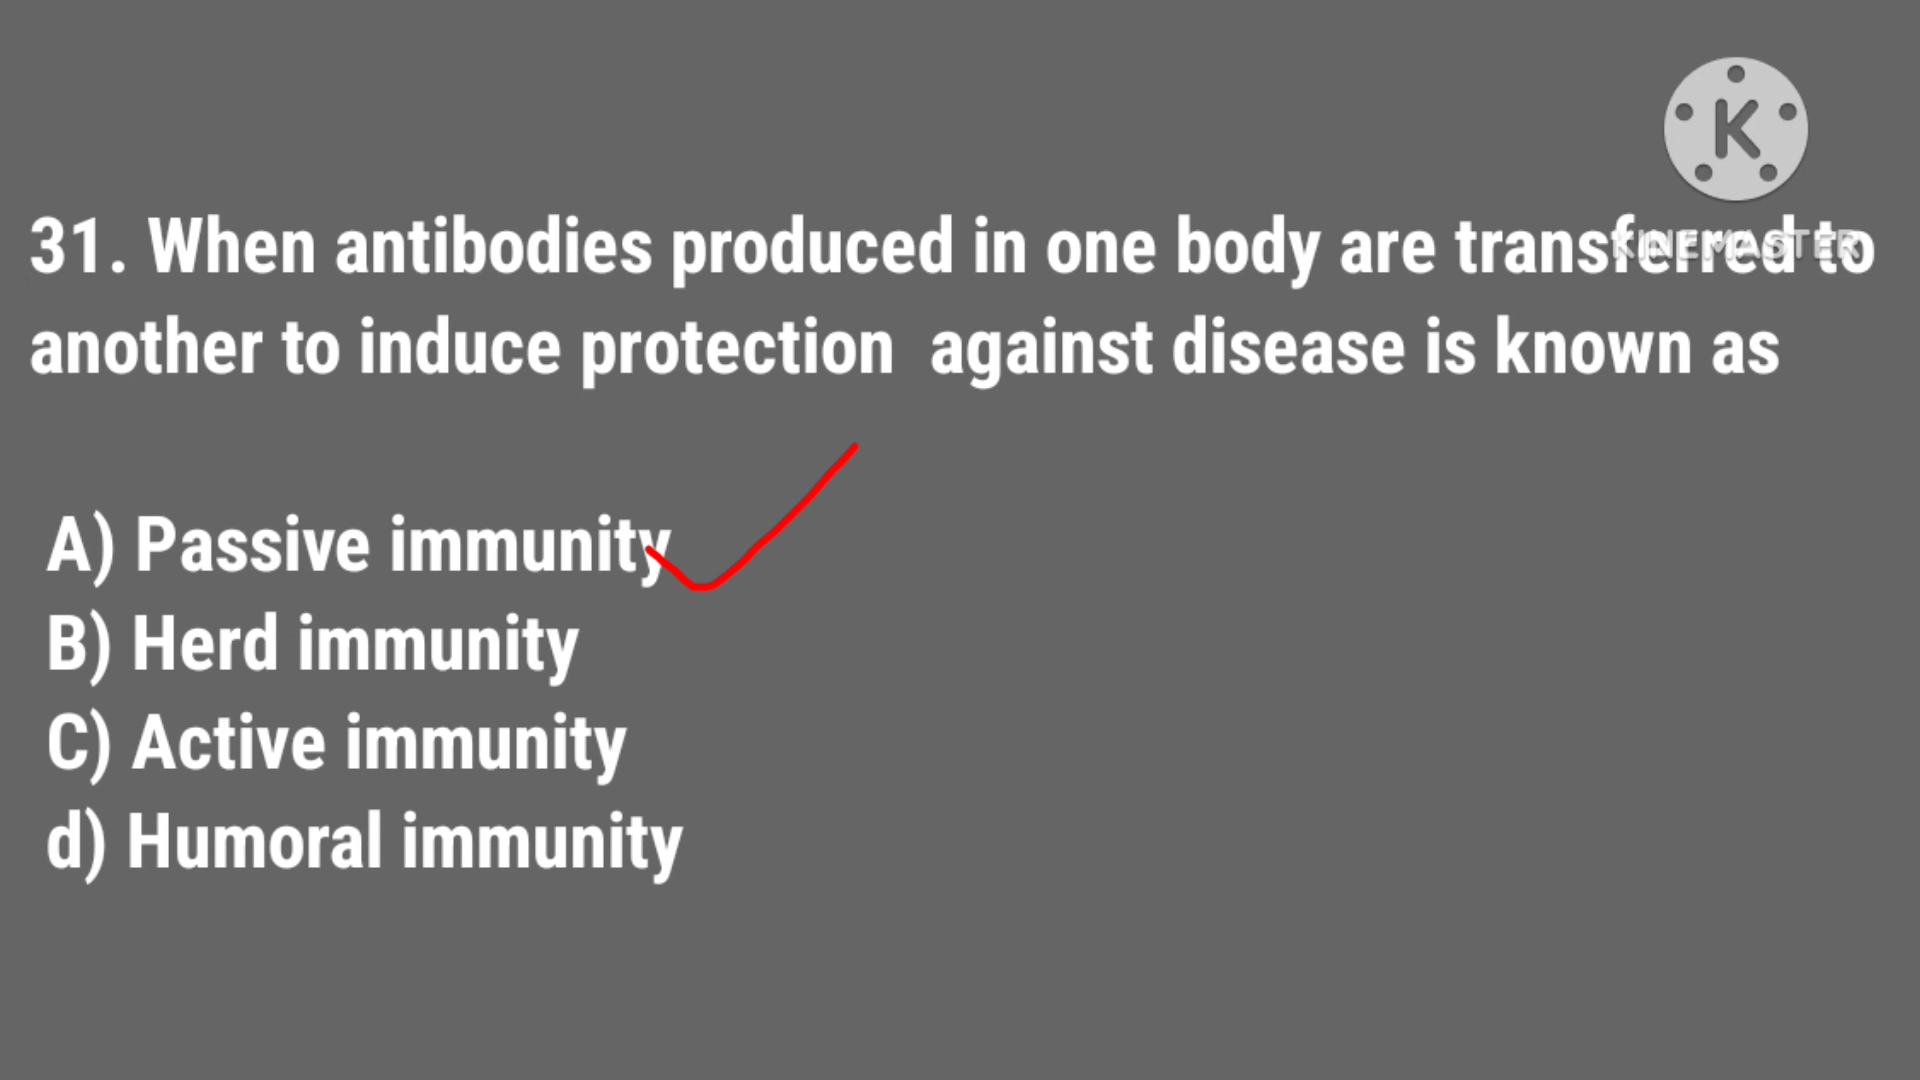 K
KINEMASTER
31. When antibodies produced in one body are transferred to
another to induce protection  against disease is known as
A) Passive immunity
B) Herd immunity
C) Active immunity
d) Humoral immunity